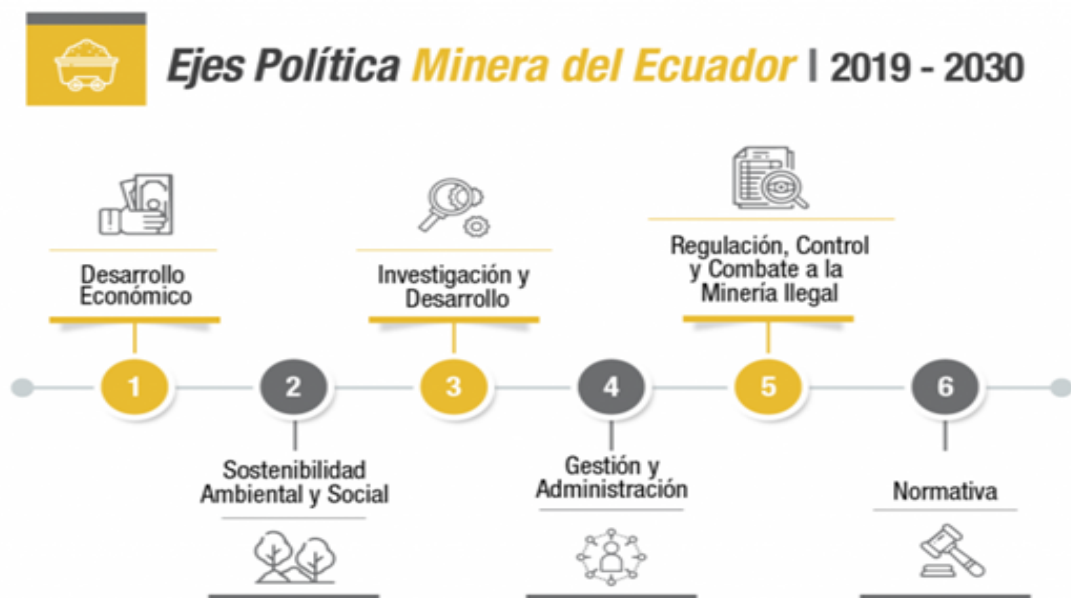 Ejes Política Minera del Ecuador | 2019 - 2030
Desarrollo
Económico
Investigación y
Desarrollo
Regulación, Control
y Combate a la
Minería Ilegal
1
2
3
4
5
6
Sostenibilidad
Ambiental y Social
Gestión y
Administración
Normativa